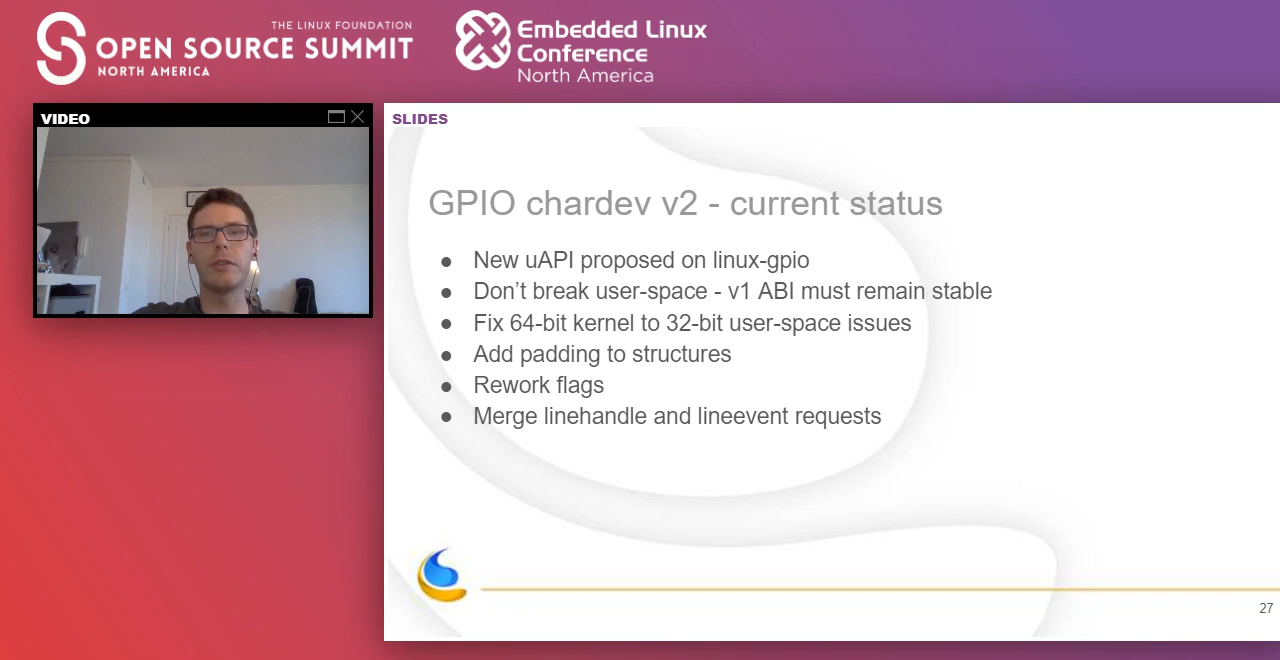 THE LINUX FOUNDATION
OPEN SOURCE SUMMIT
NORTH AMERICA
Embedded Linux
Conference
North America
VIDEO
SLIDES
GPIO chardev v2 - current status
● New uAPI proposed on linux-gpio
● Don’t break user-space - v1 ABI must remain stable
● Fix 64-bit kernel to 32-bit user-space issues
● Add padding to structures
● Rework flags
● Merge linehandle and lineevent requests
27